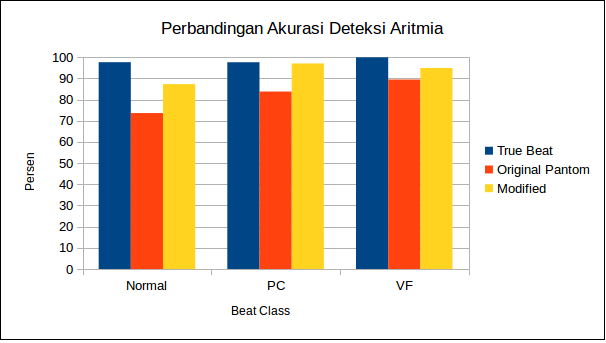 Perbandingan Akurasi Deteksi Aritmia
100
90
80
70
60
50
40
30
20
10
0
Persen
Normal
PC
VF
Beat Class
True Beat
Original Pantom
Modified